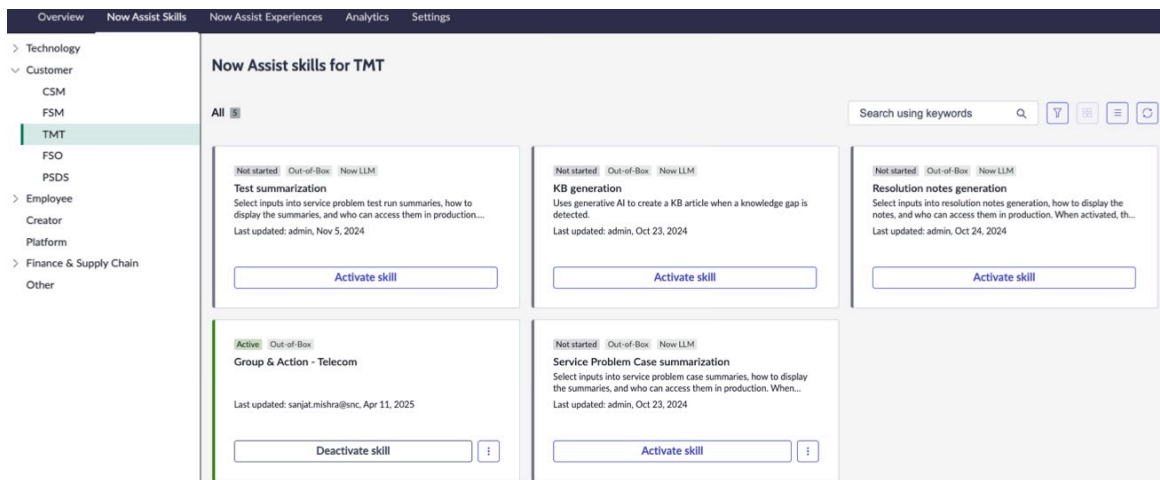 Overview Now Assist Skills Now Assist Experiences Analytics Settings
Technology
Customer
CSM
FSM
TMT
FSO
PSDS
Employee
Creator
Platform
Finance & Supply Chain
Other
Now Assist skills for TMT
All 5
Search using keywords
Not started Out-of-Box Now LLM
Test summarization
Select inputs into service problem test run summaries, how to
display the summaries, and who can access them in production....
Last updated: admin, Nov 5, 2024
Activate skill
Not started Out-of-Box Now LLM
KB generation
Uses generative AI to create a KB article when a knowledge gap is
detected.
Last updated: admin, Oct 23, 2024
Activate skill
Not started Out-of-Box Now LLM
Resolution notes generation
Select inputs into resolution notes generation, how to display the
notes, and who can access them in production. When activated, th...
Last updated: admin, Oct 24, 2024
Activate skill
Active Out-of-Box
Group & Action - Telecom
Last updated: sanjat.mishra@snc, Apr 11, 2025
Deactivate skill
Not started Out-of-Box Now LLM
Service Problem Case summarization
Select inputs into service problem case summaries, how to display
the summaries, and who can access them in production. When...
Last updated: admin, Oct 23, 2024
Activate skill